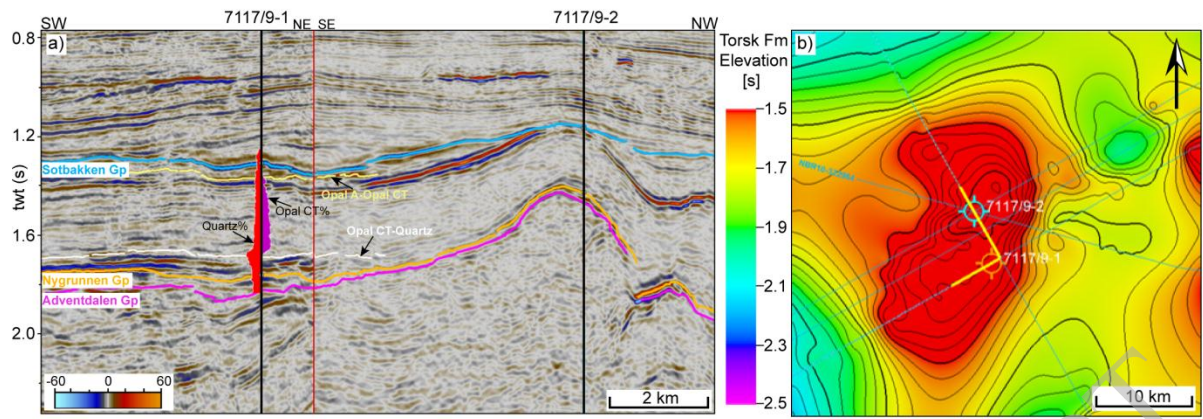 SW
7117/9-1
NE
SE
7117/9-2
NW
a)
twt (s)
0.8
1.2
1.6
2.0
Sotbakken Gp
Opal A-Opal CT
Opal CT%
Quartz%
Opal CT-Quartz
Nygrunnen Gp
Adventdalen Gp
-60
0
60
2 km
Torsk Fm
Elevation
[s]
-1.5
-1.7
-1.9
-2.1
-2.3
-2.5
b)
7117/9-2
7117/9-1
10 km